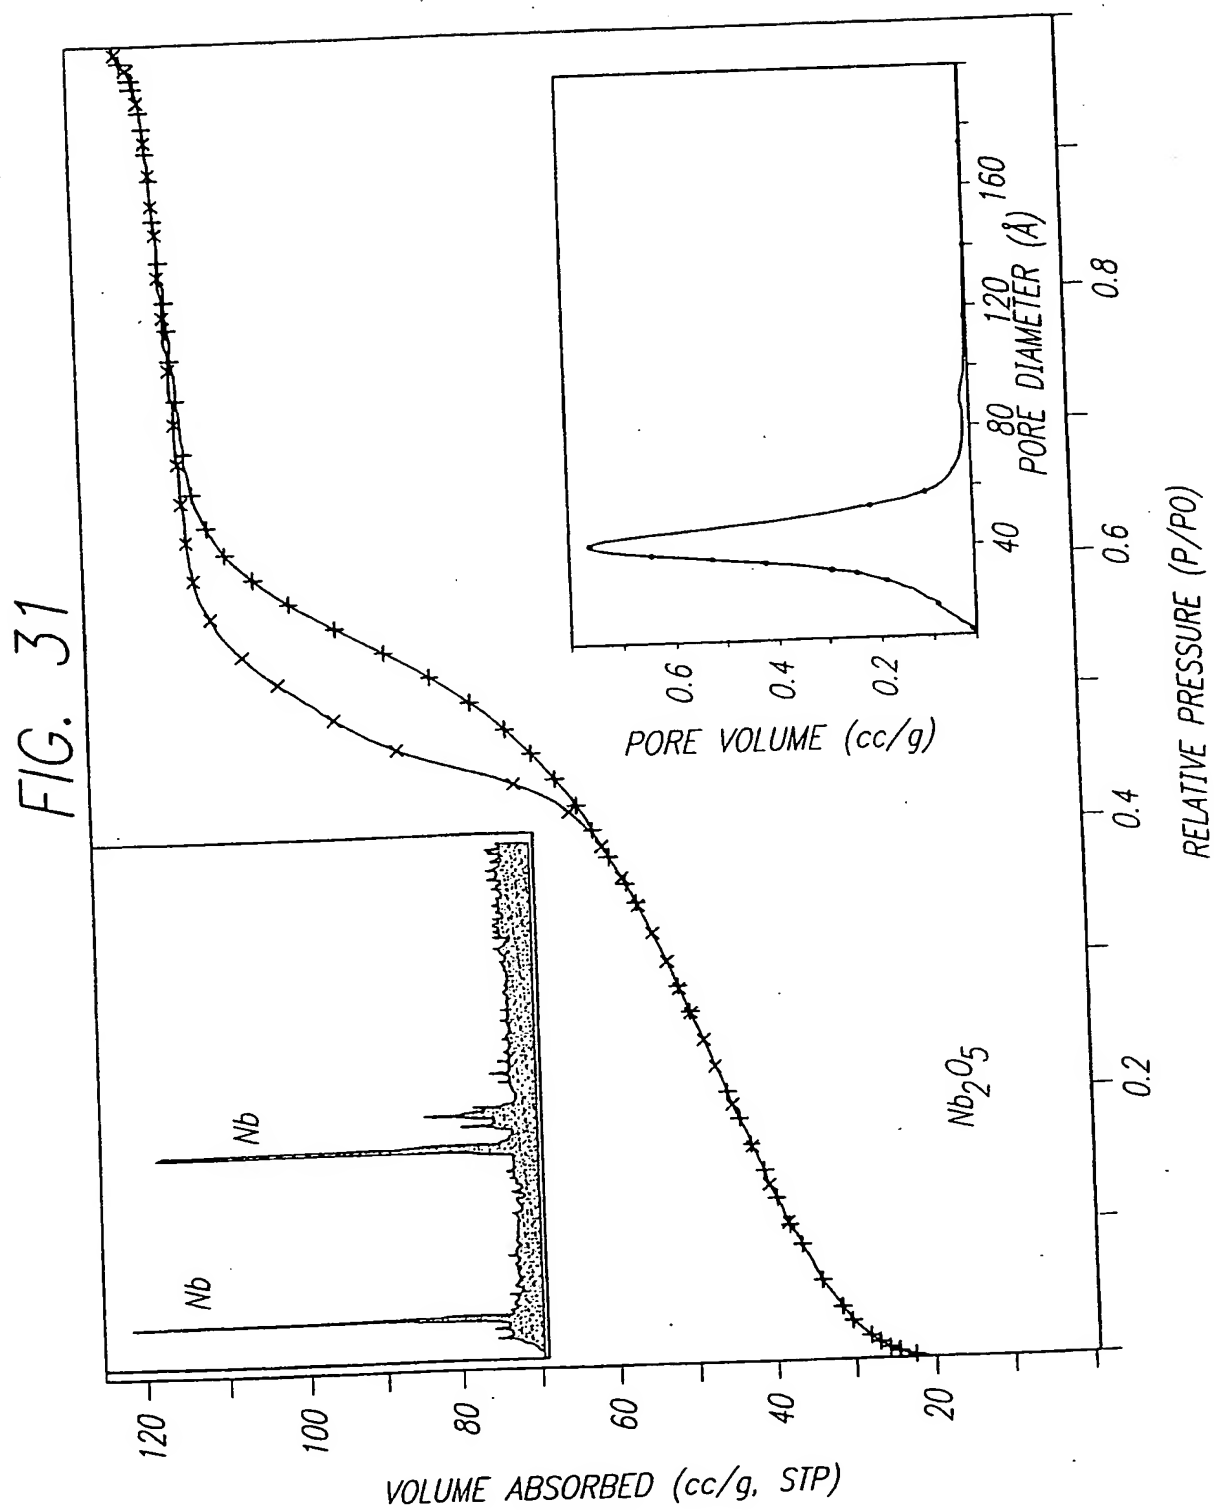 FIG. 31
Nb
Nb
120
100
80
60
40
20
VOLUME ABSORBED (cc/g, STP)
0.6
0.4
0.2
PORE VOLUME (cc/g)
40
80
120
160
PORE DIAMETER (Å)
Nb2O5
0.2
0.4
0.6
0.8
RELATIVE PRESSURE (P/PO)